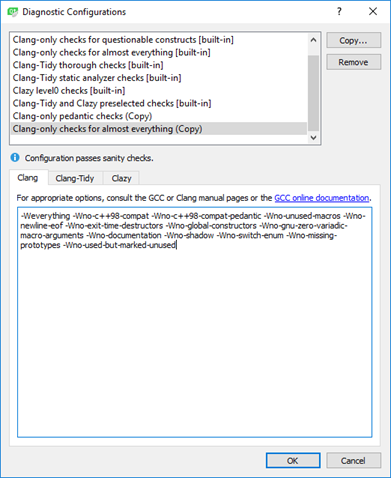 Diagnostic Configurations
Clang-only checks for questionable constructs [built-in]
Clang-only checks for almost everything [built-in]
Clang-Tidy thorough checks [built-in]
Clang-Tidy static analyzer checks [built-in]
Clazy level0 checks [built-in]
Clang-Tidy and Clazy preselected checks [built-in]
Clang-only pedantic checks (Copy)
Clang-only checks for almost everything (Copy)
Copy...
Remove
Configuration passes sanity checks.
Clang
Clang-Tidy
Clazy
For appropriate options, consult the GCC or Clang manual pages or the GCC online documentation.
-Weverything -Wno-c++98-compat -Wno-c++98-compat-pedantic -Wno-unused-macros -Wno-
newline-eof -Wno-exit-time-destructors -Wno-global-constructors -Wno-gnu-zero-variadic-
macro-arguments -Wno-documentation -Wno-shadow -Wno-switch-enum -Wno-missing-
prototypes -Wno-used-but-marked-unused
OK
Cancel